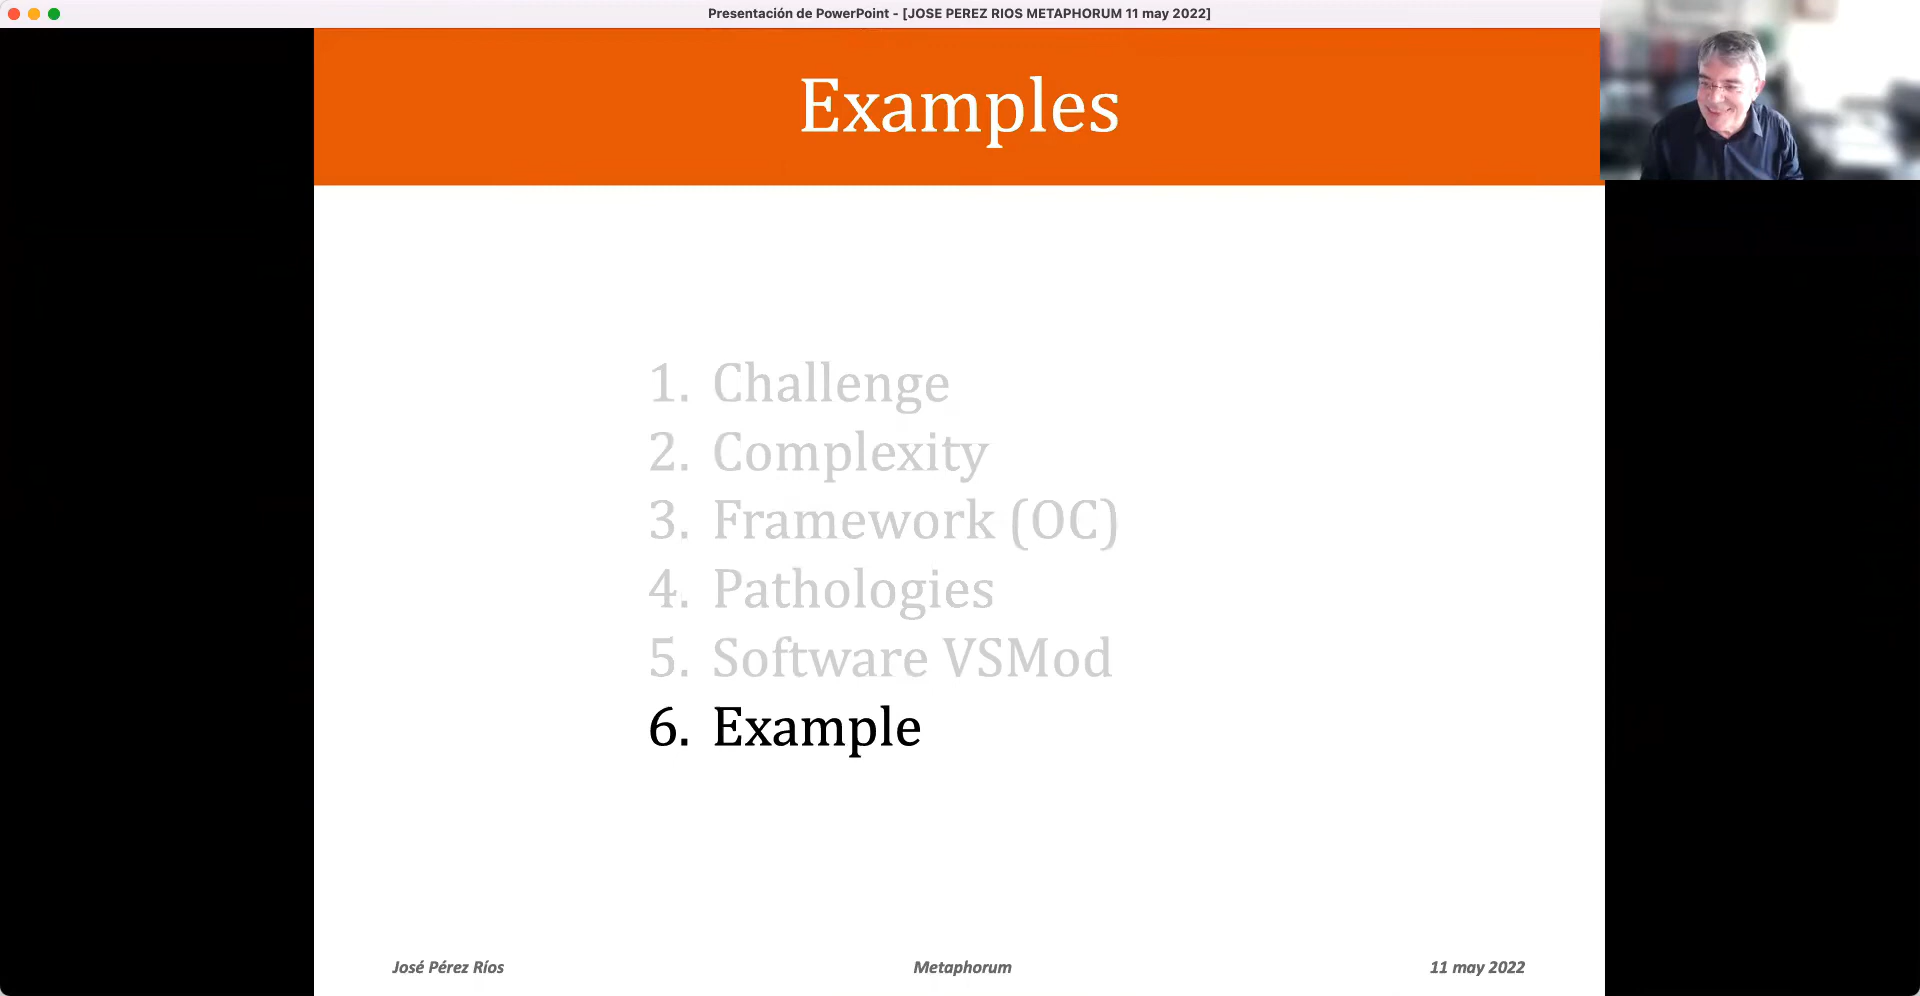 Presentación de PowerPoint - [JOSE PEREZ RIOS METAPHORUM 11 may 2022]
Examples
1. Challenge
2. Complexity
3. Framework (OC)
4. Pathologies
5. Software VSMod
6. Example
José Pérez Ríos Metaphorum 11 may 2022